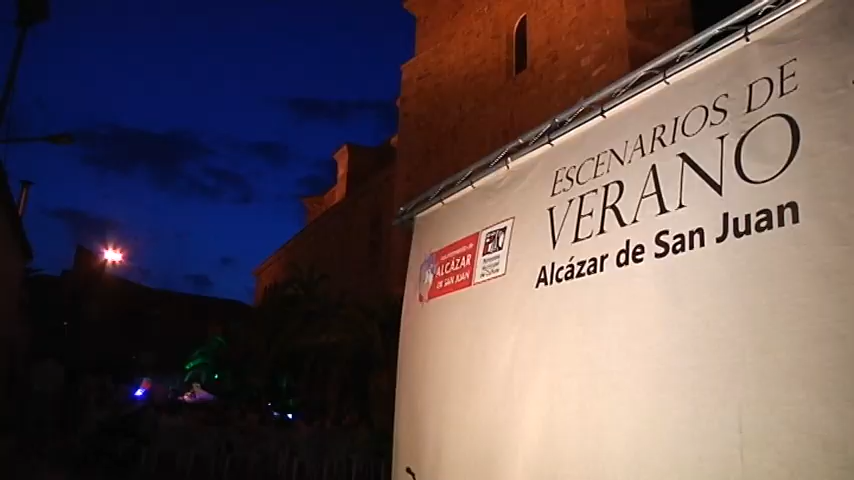 ESCENARIOS DE
VERANO
Alcázar de San Juan
ALCÁZAR
DE SAN JUAN